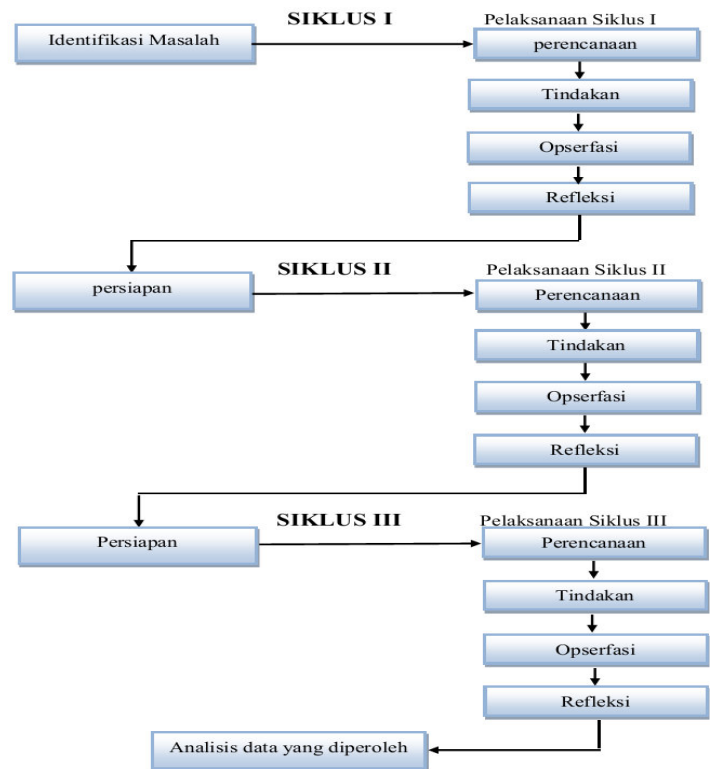 SIKLUS I
Pelaksanaan Siklus I
Identifikasi Masalah
perencanaan
Tindakan
Opserfasi
Refleksi
SIKLUS II
Pelaksanaan Siklus II
persiapan
Perencanaan
Tindakan
Opserfasi
Refleksi
SIKLUS III
Pelaksanaan Siklus III
Persiapan
Perencanaan
Tindakan
Opserfasi
Refleksi
Analisis data yang diperoleh